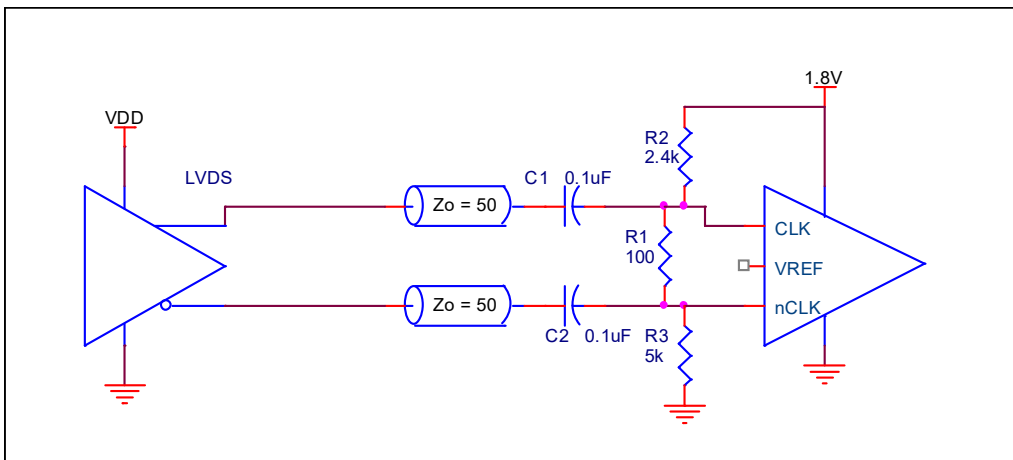 1.8V
VDD
R2
2.4k
LVDS
C1 0.1uF
Zo = 50
R1
100
CLK
VREF
Zo = 50
nCLK
C2 0.1uF
R3
5k